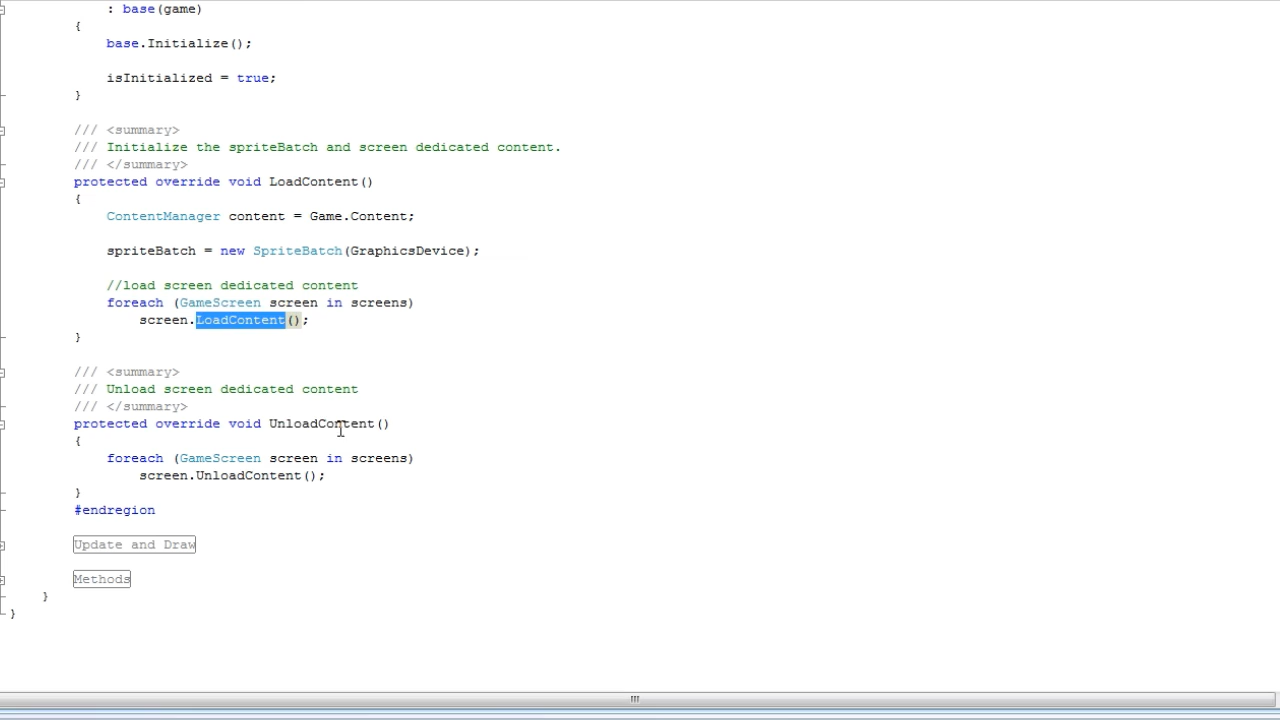 : base(game)
{
base.Initialize();
isInitialized = true;
}
/// <summary>
/// Initialize the spriteBatch and screen dedicated content.
/// </summary>
protected override void LoadContent()
{
ContentManager content = Game.Content;
spriteBatch = new SpriteBatch(GraphicsDevice);
//load screen dedicated content
foreach (GameScreen screen in screens)
screen.LoadContent();
}
/// <summary>
/// Unload screen dedicated content
/// </summary>
protected override void UnloadContent()
{
foreach (GameScreen screen in screens)
screen.UnloadContent();
}
#endregion
Update and Draw
Methods
}
}